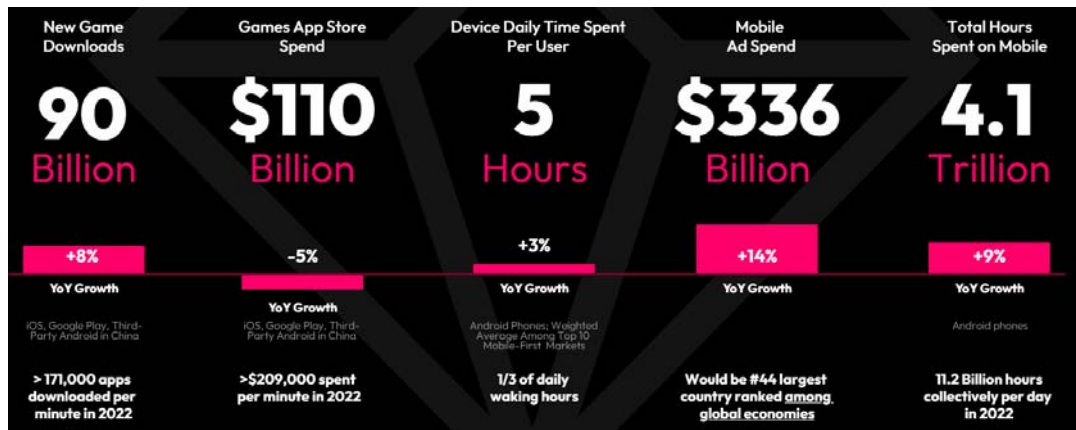 New Game
Downloads
90
Billion
+8%
YoY Growth
iOS, Google Play, Third-
Party Android in China
> 171,000 apps
downloaded per
minute in 2022
Games App Store
Spend
$110
Billion
-5%
YoY Growth
iOS, Google Play, Third-
Party Android in China
>$209,000 spent
per minute in 2022
Device Daily Time Spent
Per User
5
Hours
+3%
YoY Growth
Android Phones; Weighted
Average Among Top 10
Mobile-First Markets
1/3 of daily
waking hours
Mobile
Ad Spend
$336
Billion
+14%
YoY Growth
Would be #44 largest
country ranked among
global economies
Total Hours
Spent on Mobile
4.1
Trillion
+9%
YoY Growth
Android phones
11.2 Billion hours
collectively per day
in 2022